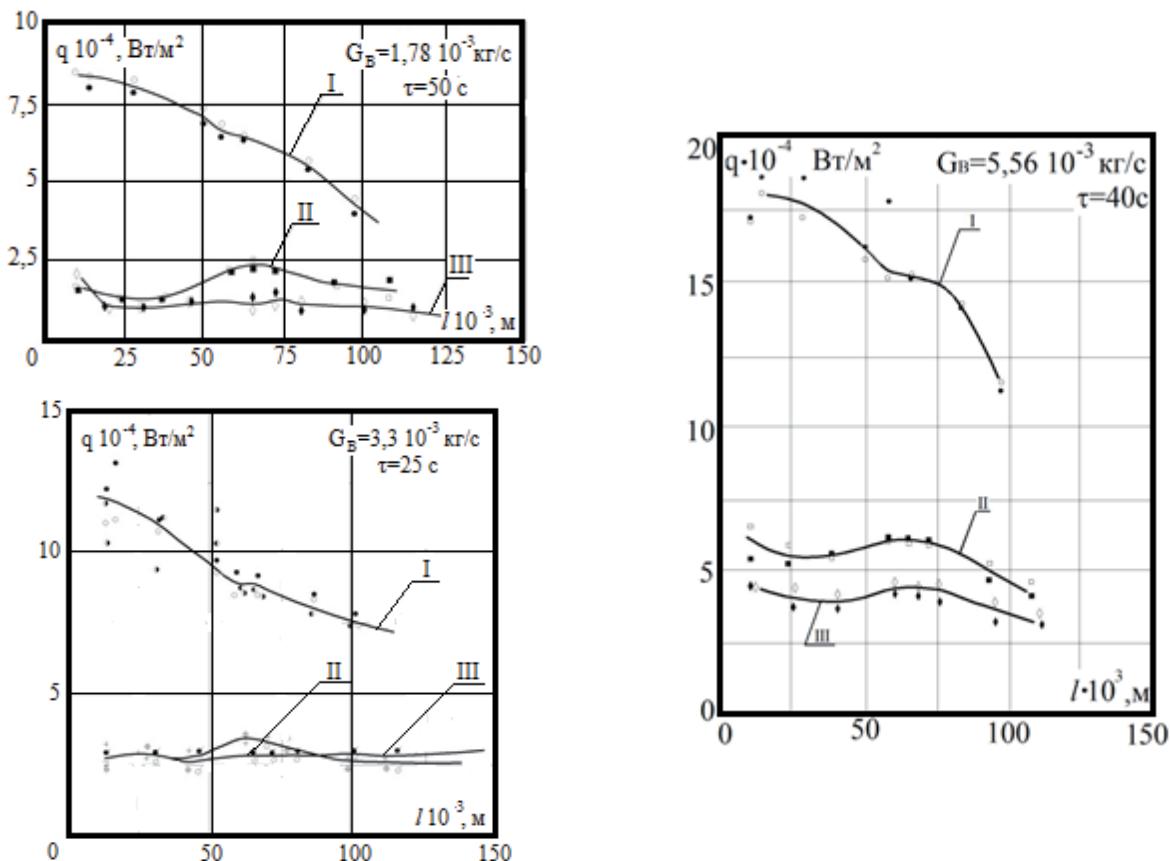 10
q 10⁻⁴, Вт/м²
G_В=1,78 10⁻³кг/с
τ=50 с
I
7,5
5
II
III
2,5
l 10⁻³, м
0 25 50 75 100 125 150
15
q 10⁻⁴, Вт/м²
G_В=3,3 10⁻³ кг/с
τ=25 с
10
I
II
III
5
l 10⁻³, м
0 50 100 150
20
q·10⁻⁴ Вт/м²
Gв=5,56 10⁻³ кг/с
τ=40с
I
15
10
II
5
III
l·10³,м
0 50 100 150